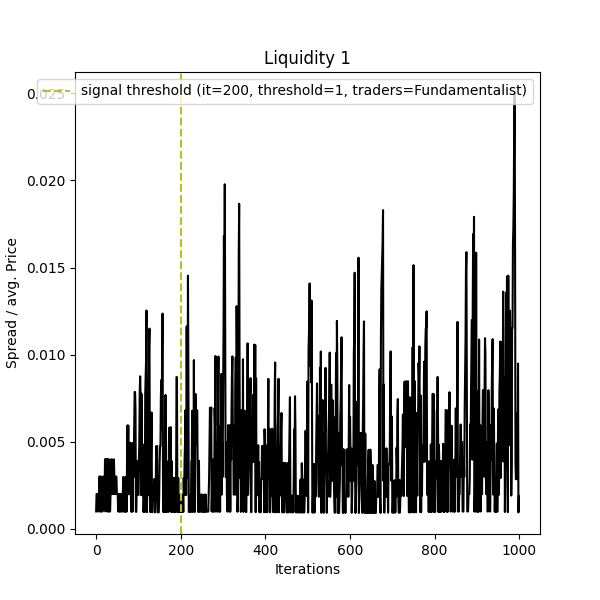 Liquidity 1
signal threshold (it=200, threshold=1, traders=Fundamentalist)
0.025
0.020
0.015
0.010
0.005
0.000
Spread / avg. Price
0 200 400 600 800 1000
Iterations